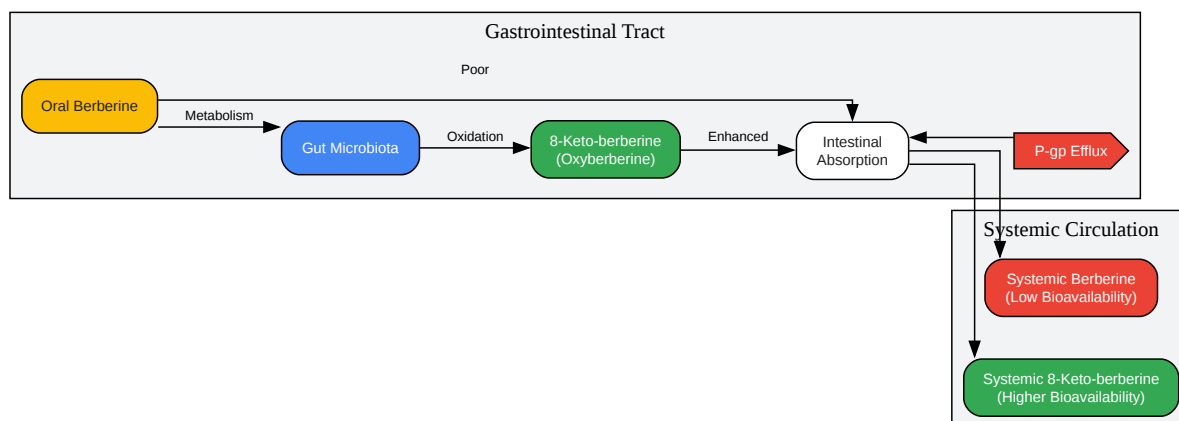 Gastrointestinal Tract
Poor
Oral Berberine
Metabolism
Gut Microbiota
Oxidation
8-Keto-berberine
(Oxyberberine)
Enhanced
Intestinal
Absorption
P-gp Efflux
Systemic Circulation
Systemic Berberine
(Low Bioavailability)
Systemic 8-Keto-berberine
(Higher Bioavailability)